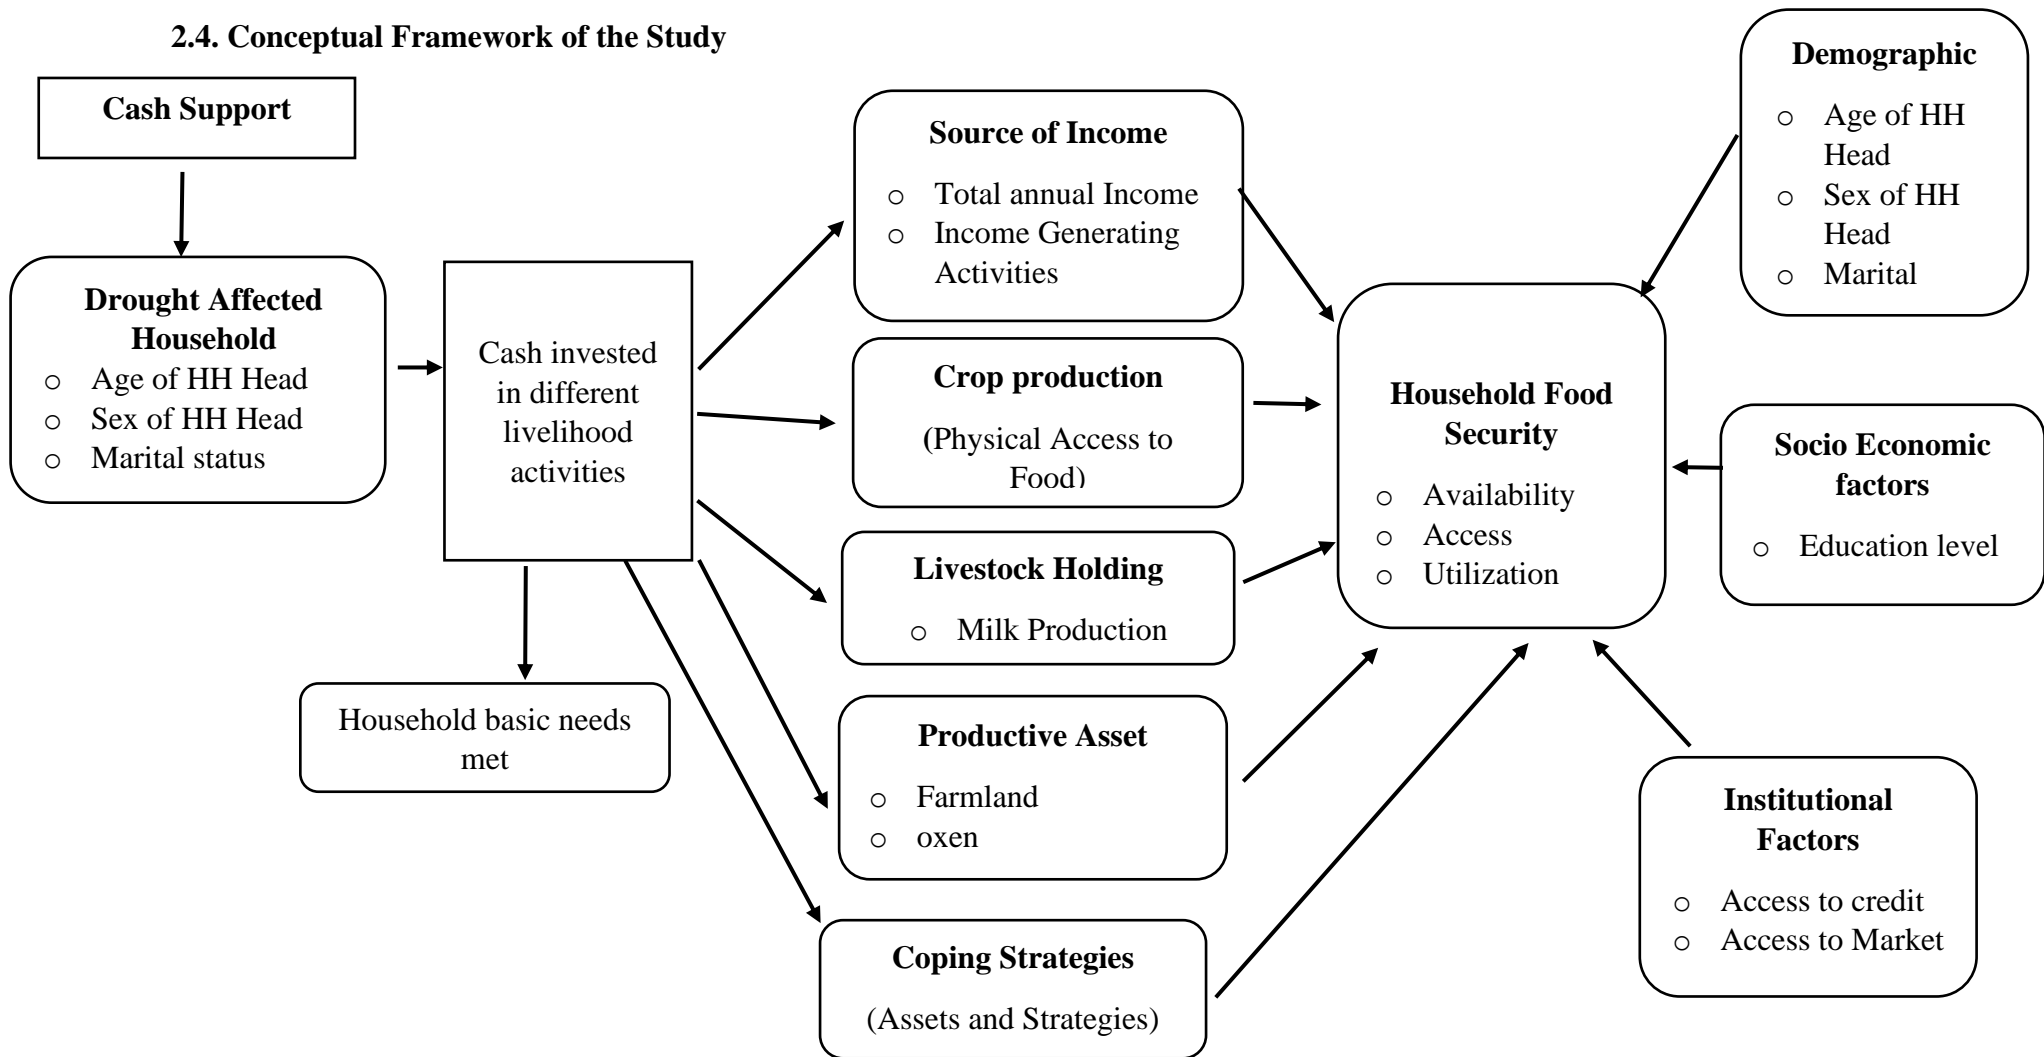 2.4. Conceptual Framework of the Study
Cash Support
Drought Affected
Household
o Age of HH Head
o Sex of HH Head
o Marital status
Cash invested
in different
livelihood
activities
Household basic needs
met
Source of Income
o Total annual Income
o Income Generating
Activities
Crop production
(Physical Access to
Food)
Livestock Holding
o Milk Production
Productive Asset
o Farmland
o oxen
Coping Strategies
(Assets and Strategies)
Household Food
Security
o Availability
o Access
o Utilization
Demographic
o Age of HH
Head
o Sex of HH
Head
o Marital
Socio Economic
factors
o Education level
Institutional
Factors
o Access to credit
o Access to Market